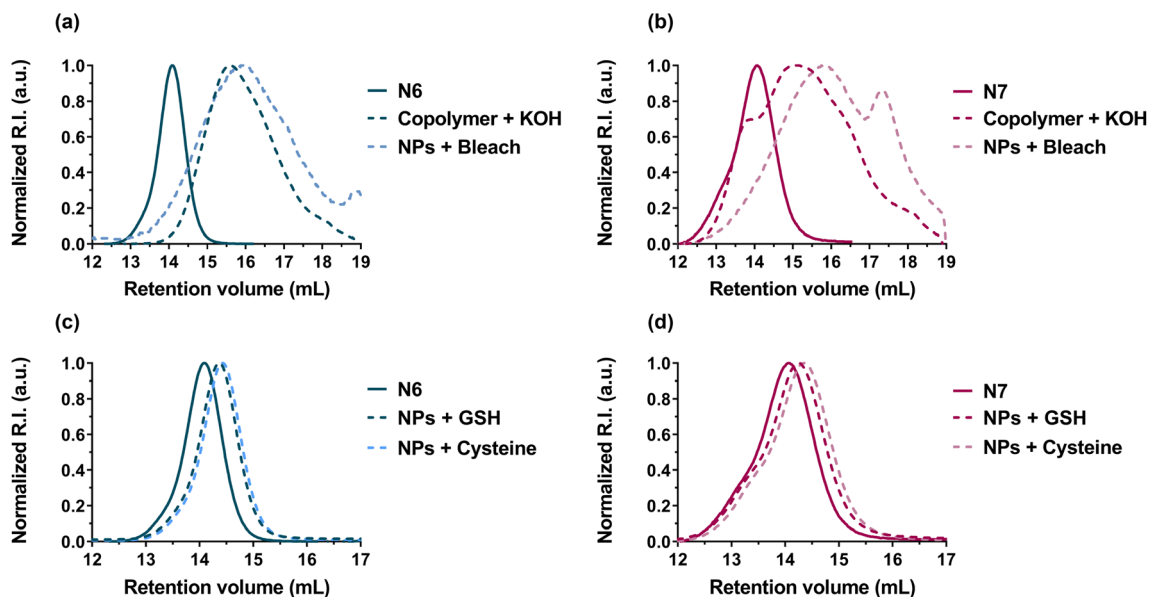 (a)
Normalized R.I. (a.u.)
1.0
0.8
0.6
0.4
0.2
0.0
12 13 14 15 16 17 18 19
Retention volume (mL)
N6
Copolymer + KOH
NPs + Bleach
(b)
Normalized R.I. (a.u.)
1.0
0.8
0.6
0.4
0.2
0.0
12 13 14 15 16 17 18 19
Retention volume (mL)
N7
Copolymer + KOH
NPs + Bleach
(c)
Normalized R.I. (a.u.)
1.0
0.8
0.6
0.4
0.2
0.0
12 13 14 15 16 17
Retention volume (mL)
N6
NPs + GSH
NPs + Cysteine
(d)
Normalized R.I. (a.u.)
1.0
0.8
0.6
0.4
0.2
0.0
12 13 14 15 16 17
Retention volume (mL)
N7
NPs + GSH
NPs + Cysteine